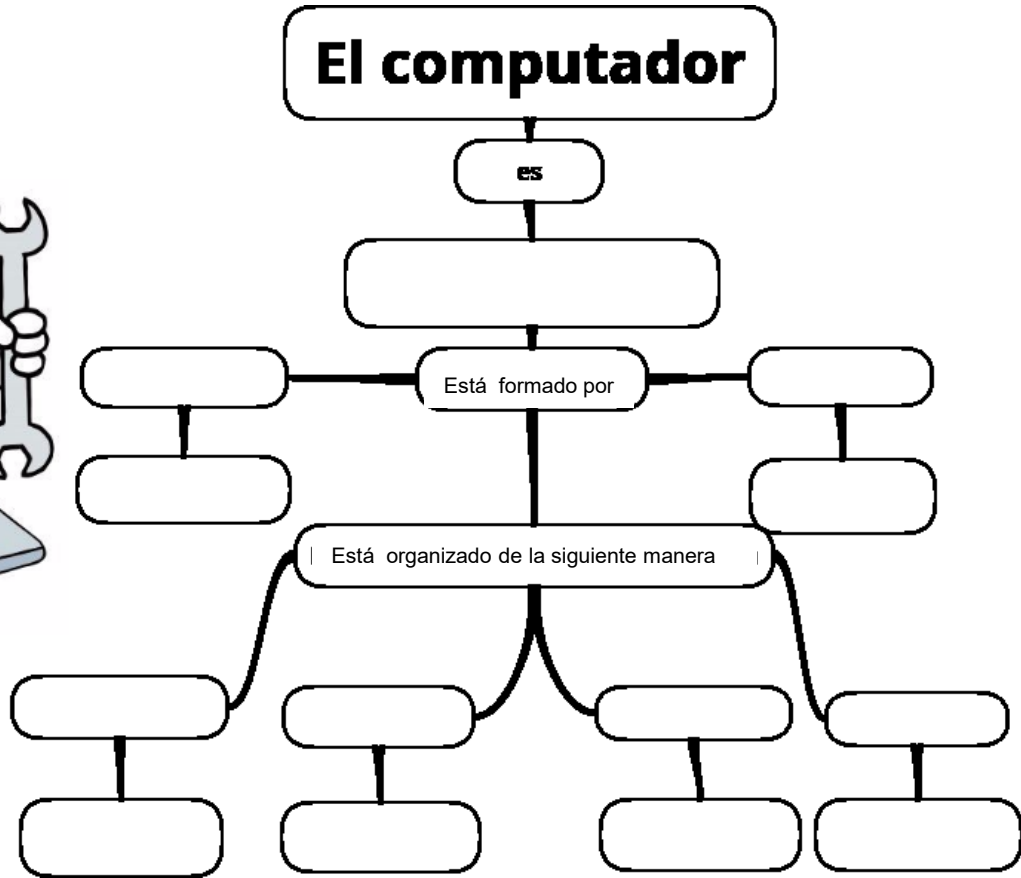 El computador
es
Está formado por
Está organizado de la siguiente manera